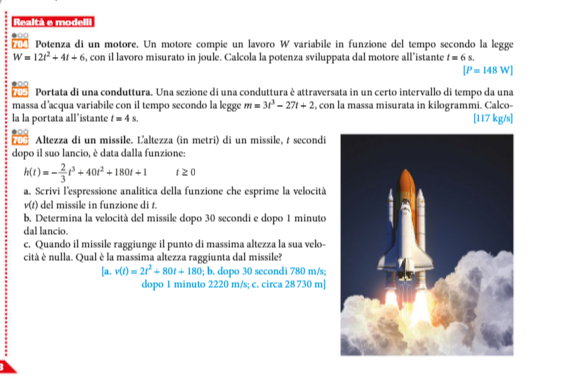 Realtà e modelli
704 Potenza di un motore. Un motore compie un lavoro W variabile in funzione del tempo secondo la legge
W = 12t² + 4t + 6, con il lavoro misurato in joule. Calcola la potenza sviluppata dal motore all'istante t = 6 s.
[P = 148 W]
705 Portata di una conduttura. Una sezione di una conduttura è attraversata in un certo intervallo di tempo da una
massa d'acqua variabile con il tempo secondo la legge m = 3t³ − 27t + 2, con la massa misurata in kilogrammi. Calco-
la la portata all'istante t = 4 s.
[117 kg/s]
706 Altezza di un missile. L'altezza (in metri) di un missile, t secondi
dopo il suo lancio, è data dalla funzione:
h(t) = −2/3 t³ + 40t² + 180t + 1 t ≥ 0
a. Scrivi l'espressione analitica della funzione che esprime la velocità
v(t) del missile in funzione di t.
b. Determina la velocità del missile dopo 30 secondi e dopo 1 minuto
dal lancio.
c. Quando il missile raggiunge il punto di massima altezza la sua velo-
cità è nulla. Qual è la massima altezza raggiunta dal missile?
[a. v(t) = 2t² + 80t + 180; b. dopo 30 secondi 780 m/s;
dopo 1 minuto 2220 m/s; c. circa 28 730 m]